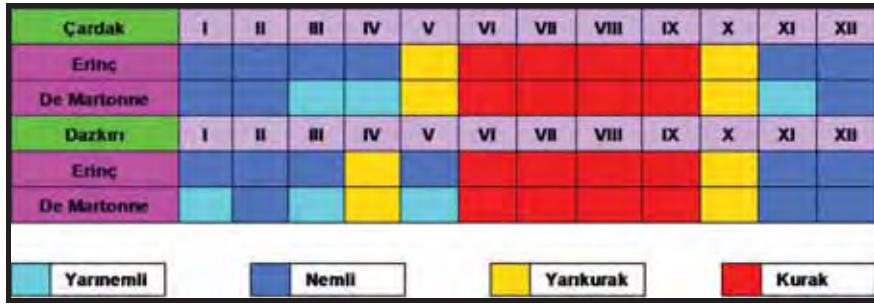 Çardak I II III IV V VI VII VIII IX X XI XII
Erinç
De Martonne
Dazkırı I II III IV V VI VII VIII IX X XI XII
Erinç
De Martonne
Yarınemli Nemli Yarıkurak Kurak